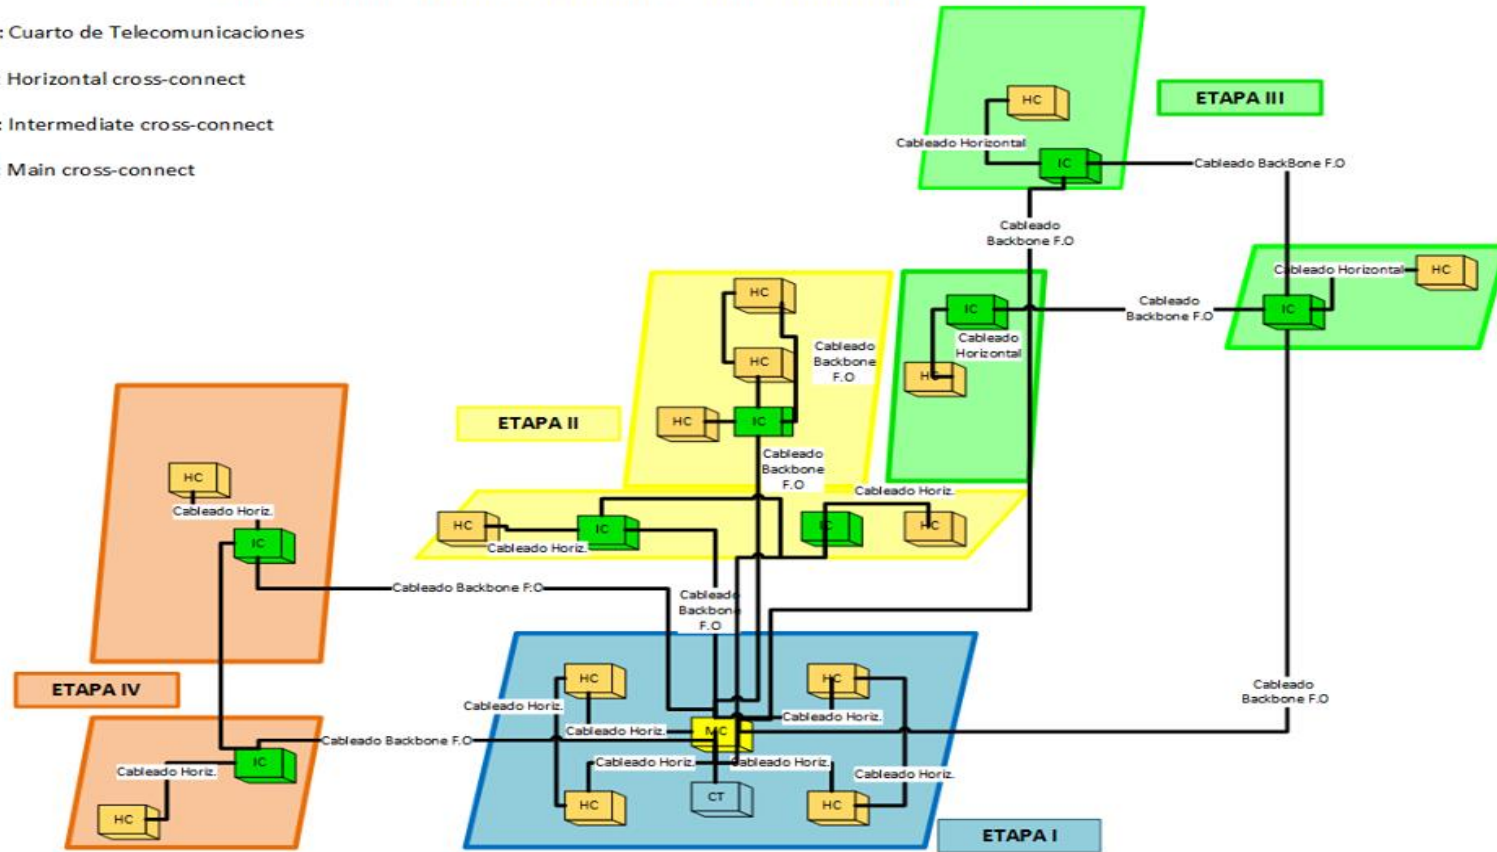 : Cuarto de Telecomunicaciones
: Horizontal cross-connect
: Intermediate cross-connect
: Main cross-connect
ETAPA III
HC
Cableado Horizontal
IC
Cableado BackBone F.O
Cableado
Backbone F.O
Cableado Horizontal
HC
IC
Cableado
Backbone F.O
IC
Cableado
Horizontal
HC
HC
HC
Cableado
Backbone
F.O
HC
IC
ETAPA II
Cableado
Backbone
F.O
Cableado Horiz.
HC
IC
IC
HC
Cableado Horiz.
HC
Cableado Horiz.
IC
Cableado Backbone F.O
Cableado
Backbone
F.O
ETAPA IV
HC
HC
Cableado Horiz.
Cableado Horiz.
Cableado Horiz.
MC
Cableado
Backbone F.O
Cableado Backbone F.O
IC
Cableado Horiz.
Cableado Horiz.
Cableado Horiz.
Cableado Horiz.
HC
HC
CT
HC
ETAPA I